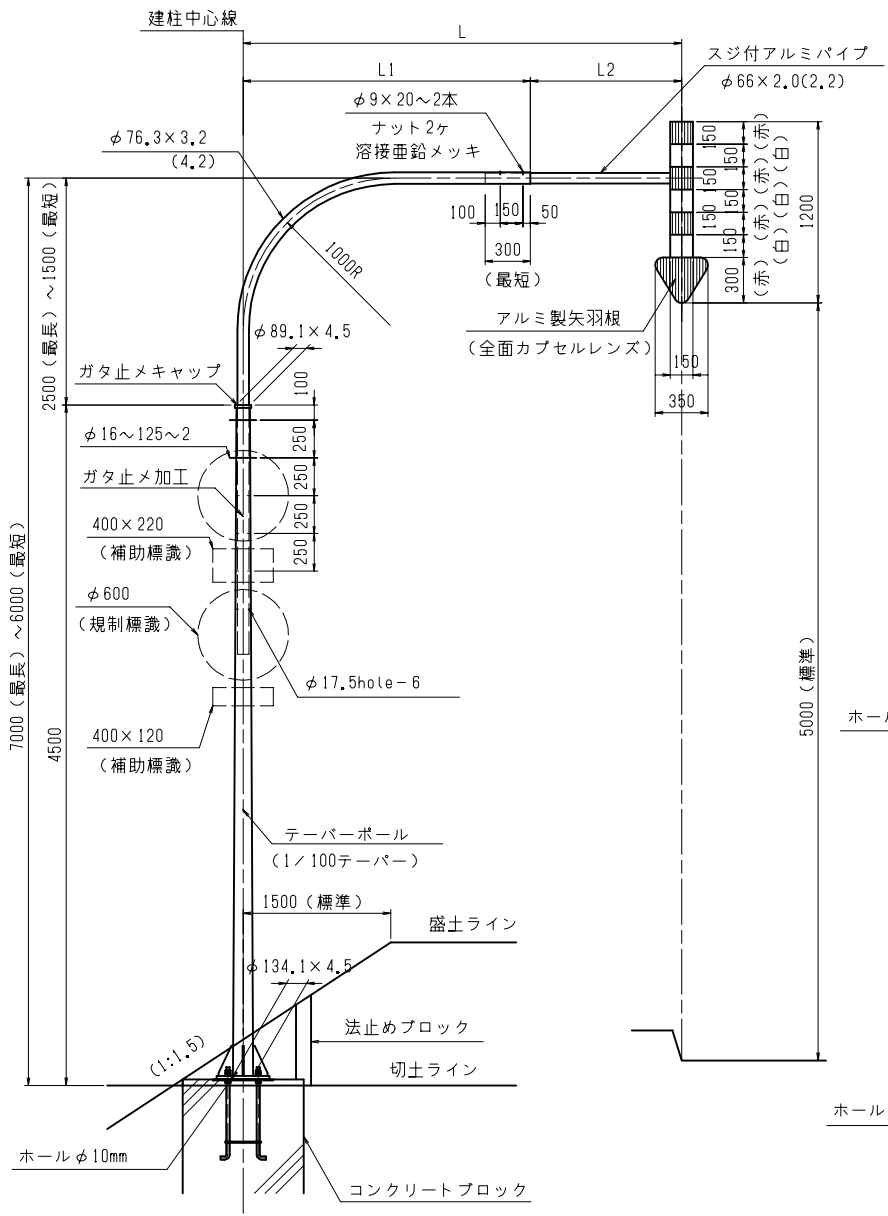 建柱中心線
L
L1
L2
スジ付アルミパイプ
φ66×2.0(2.2)
φ9×20~2本
ナット2ヶ
溶接亜鉛メッキ
φ76.3×3.2
(4.2)
150
150
150
150
150
150
300
(赤)
(白)
(赤)
(白)
(赤)
(白)
(赤)
1200
100
150
50
300
(最短)
1000R
アルミ製矢羽根
(全面カプセルレンズ)
150
350
2500(最長)~1500(最短)
φ89.1×4.5
ガタ止メキャップ
100
φ16~125~2
250
ガタ止メ加工
250
250
250
400×220
(補助標識)
φ600
(規制標識)
7000(最長)~6000(最短)
4500
φ17.5hole-6
400×120
(補助標識)
5000(標準)
ホール
テーバーポール
(1/100テーパー)
1500(標準)
盛土ライン
φ134.1×4.5
法止めブロック
(1:1.5)
切土ライン
ホール
ホールφ10mm
コンクリートブロック